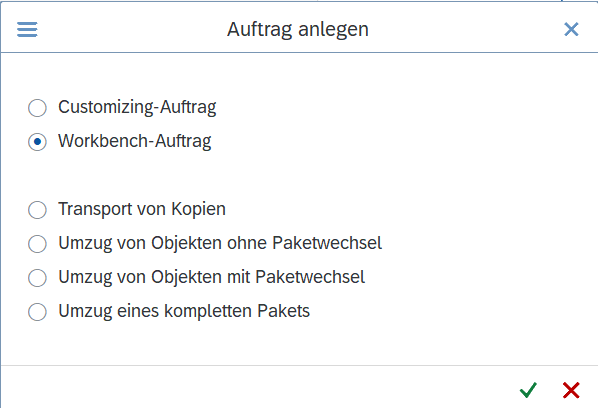 Auftrag anlegen
Customizing-Auftrag
Workbench-Auftrag
Transport von Kopien
Umzug von Objekten ohne Paketwechsel
Umzug von Objekten mit Paketwechsel
Umzug eines kompletten Pakets